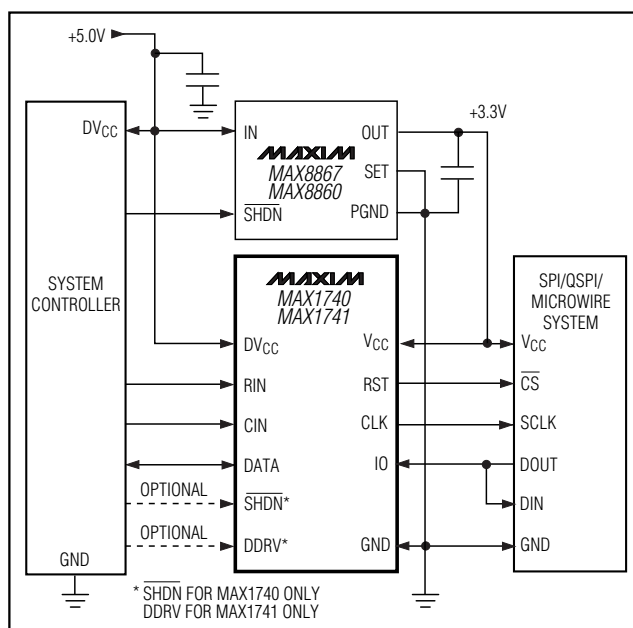 +5.0V
DVCC
SYSTEM
CONTROLLER
GND
IN
OUT
+3.3V
MAXIM
MAX8867
MAX8860
SET
SHDN
PGND
MAXIM
MAX1740
MAX1741
DVCC
VCC
RIN
RST
CIN
CLK
DATA
IO
OPTIONAL
SHDN*
OPTIONAL
DDRV*
GND
SPI/QSPI/
MICROWIRE
SYSTEM
VCC
CS
SCLK
DOUT
DIN
GND
* SHDN FOR MAX1740 ONLY
DDRV FOR MAX1741 ONLY